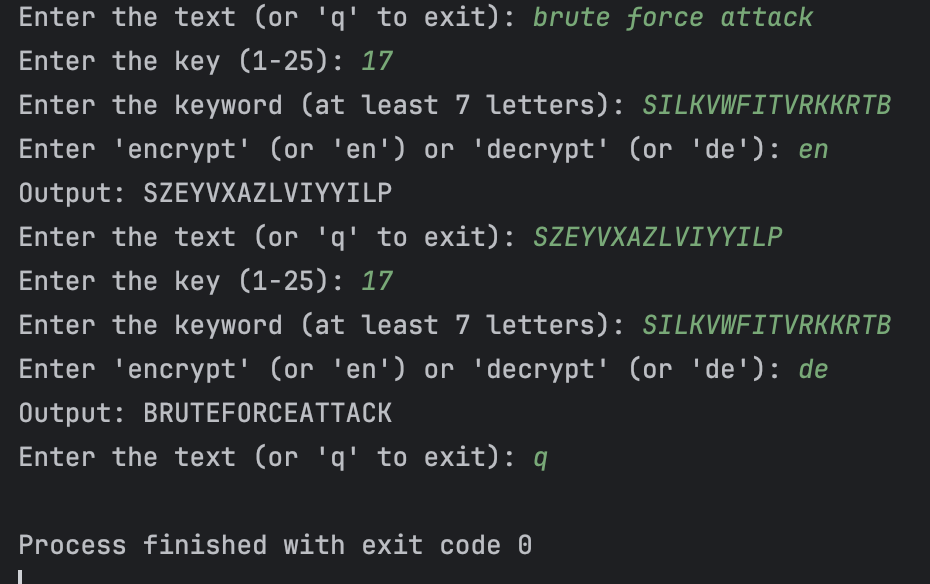 Enter the text (or 'q' to exit): brute force attack
Enter the key (1-25): 17
Enter the keyword (at least 7 letters): SILKVWFITVRKKRTB
Enter 'encrypt' (or 'en') or 'decrypt' (or 'de'): en
Output: SZEYVXAZLVIYYILP
Enter the text (or 'q' to exit): SZEYVXAZLVIYYILP
Enter the key (1-25): 17
Enter the keyword (at least 7 letters): SILKVWFITVRKKRTB
Enter 'encrypt' (or 'en') or 'decrypt' (or 'de'): de
Output: BRUTEFORCEATTACK
Enter the text (or 'q' to exit): q
Process finished with exit code 0